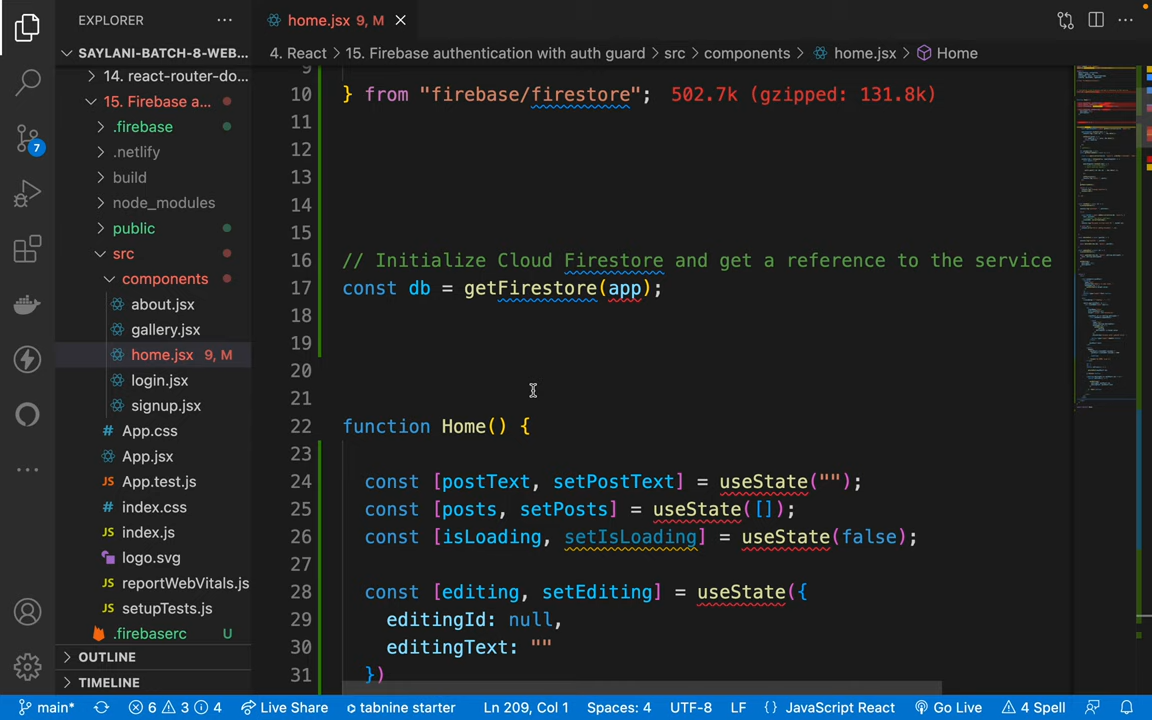 EXPLORER
home.jsx 9, M
SAYLANI-BATCH-8-WEB...
4. React
15. Firebase authentication with auth guard
src
components
home.jsx
Home
14. react-router-do...
15. Firebase a...
.firebase
.netlify
build
node_modules
public
src
components
about.jsx
gallery.jsx
home.jsx 9, M
login.jsx
signup.jsx
App.css
App.jsx
App.test.js
index.css
index.js
logo.svg
reportWebVitals.js
setupTests.js
.firebaserc U
OUTLINE
TIMELINE
7
9
10 } from "firebase/firestore"; 502.7k (gzipped: 131.8k)
11
12
13
14
15
16 // Initialize Cloud Firestore and get a reference to the service
17 const db = getFirestore(app);
18
19
20
21
22 function Home() {
23
24 const [postText, setPostText] = useState("");
25 const [posts, setPosts] = useState([]);
26 const [isLoading, setIsLoading] = useState(false);
27
28 const [editing, setEditing] = useState({
29 editingId: null,
30 editingText: ""
31 })
main* 6 3 4 Live Share tabnine starter Ln 209, Col 1 Spaces: 4 UTF-8 LF {} JavaScript React Go Live 4 Spell